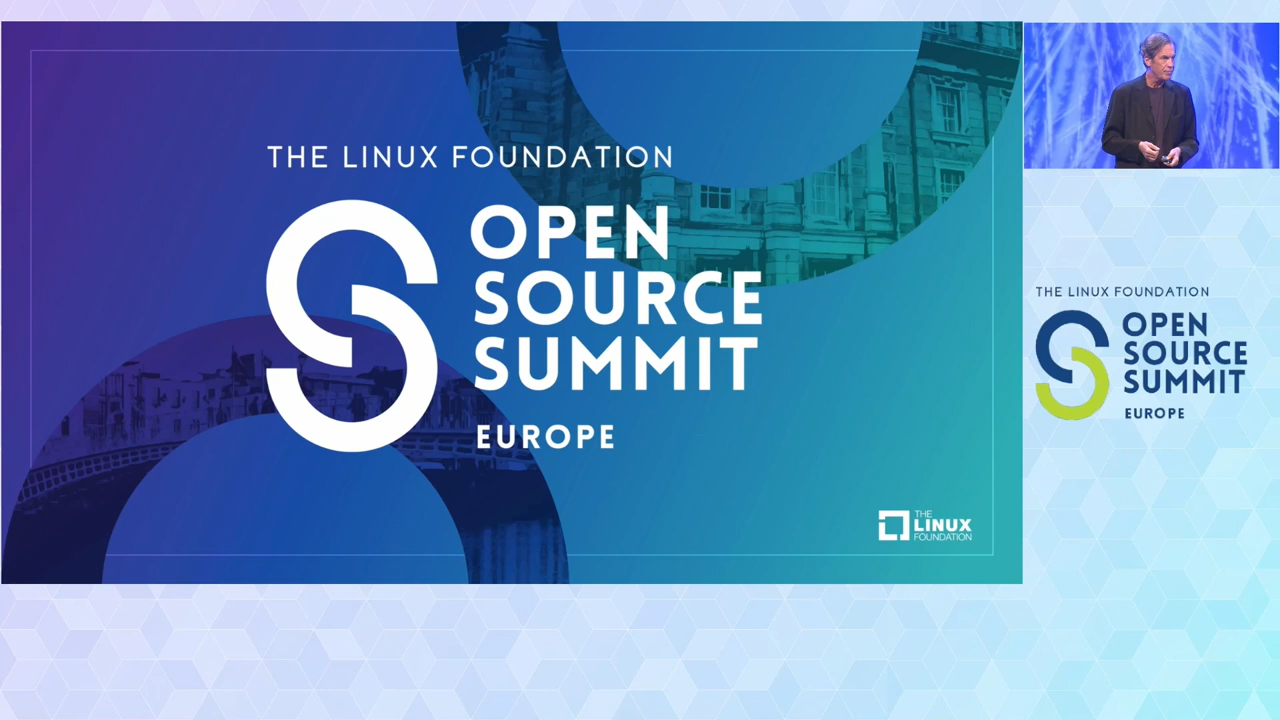 THE LINUX FOUNDATION
OPEN
SOURCE
SUMMIT
EUROPE
THE
LINUX
FOUNDATION
THE LINUX FOUNDATION
OPEN
SOURCE
SUMMIT
EUROPE